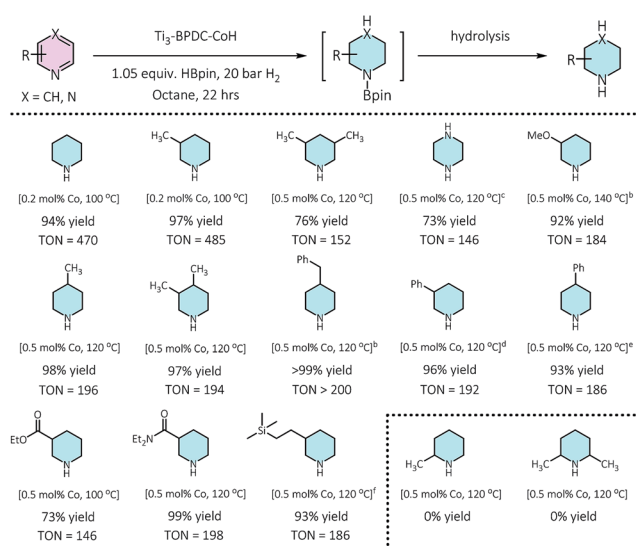 Ti₃-BPDC-CoH
1.05 equiv. HBpin, 20 bar H₂
Octane, 22 hrs
hydrolysis
R
X
N
X = CH, N
H
X
R
N
Bpin
H
X
R
N
H
N
H
[0.2 mol% Co, 100 °C]
94% yield
TON = 470
H₃C
N
H
[0.2 mol% Co, 100 °C]
97% yield
TON = 485
H₃C
CH₃
N
H
[0.5 mol% Co, 120 °C]
76% yield
TON = 152
H
N
N
H
[0.5 mol% Co, 120 °C]ᶜ
73% yield
TON = 146
MeO
N
H
[0.5 mol% Co, 140 °C]ᵇ
92% yield
TON = 184
CH₃
N
H
[0.5 mol% Co, 120 °C]
98% yield
TON = 196
CH₃
H₃C
N
H
[0.5 mol% Co, 120 °C]
97% yield
TON = 194
Ph
N
H
[0.5 mol% Co, 120 °C]ᵇ
>99% yield
TON > 200
Ph
N
H
[0.5 mol% Co, 120 °C]ᵈ
96% yield
TON = 192
Ph
N
H
[0.5 mol% Co, 120 °C]ᵉ
93% yield
TON = 186
O
EtO
N
H
[0.5 mol% Co, 100 °C]
73% yield
TON = 146
O
Et₂N
N
H
[0.5 mol% Co, 120 °C]
99% yield
TON = 198
Si
N
H
[0.5 mol% Co, 120 °C]ᶠ
93% yield
TON = 186
H₃C
N
H
[0.5 mol% Co, 120 °C]
0% yield
H₃C
N
H
CH₃
[0.5 mol% Co, 120 °C]
0% yield